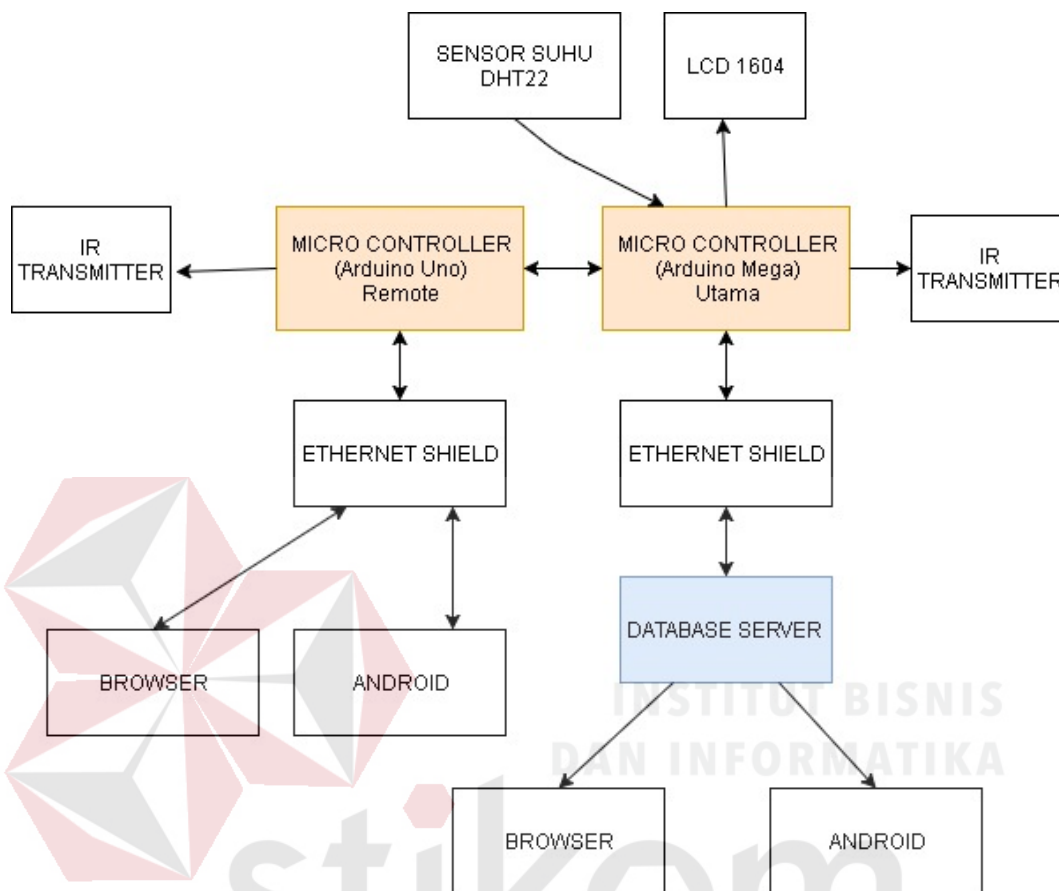 SENSOR SUHU
DHT22
LCD 1604
IR
TRANSMITTER
MICRO CONTROLLER
(Arduino Uno)
Remote
MICRO CONTROLLER
(Arduino Mega)
Utama
IR
TRANSMITTER
ETHERNET SHIELD
ETHERNET SHIELD
DATABASE SERVER
BROWSER
ANDROID
INSTITUT BISNIS
DAN INFORMATIKA
BROWSER
ANDROID
stikom